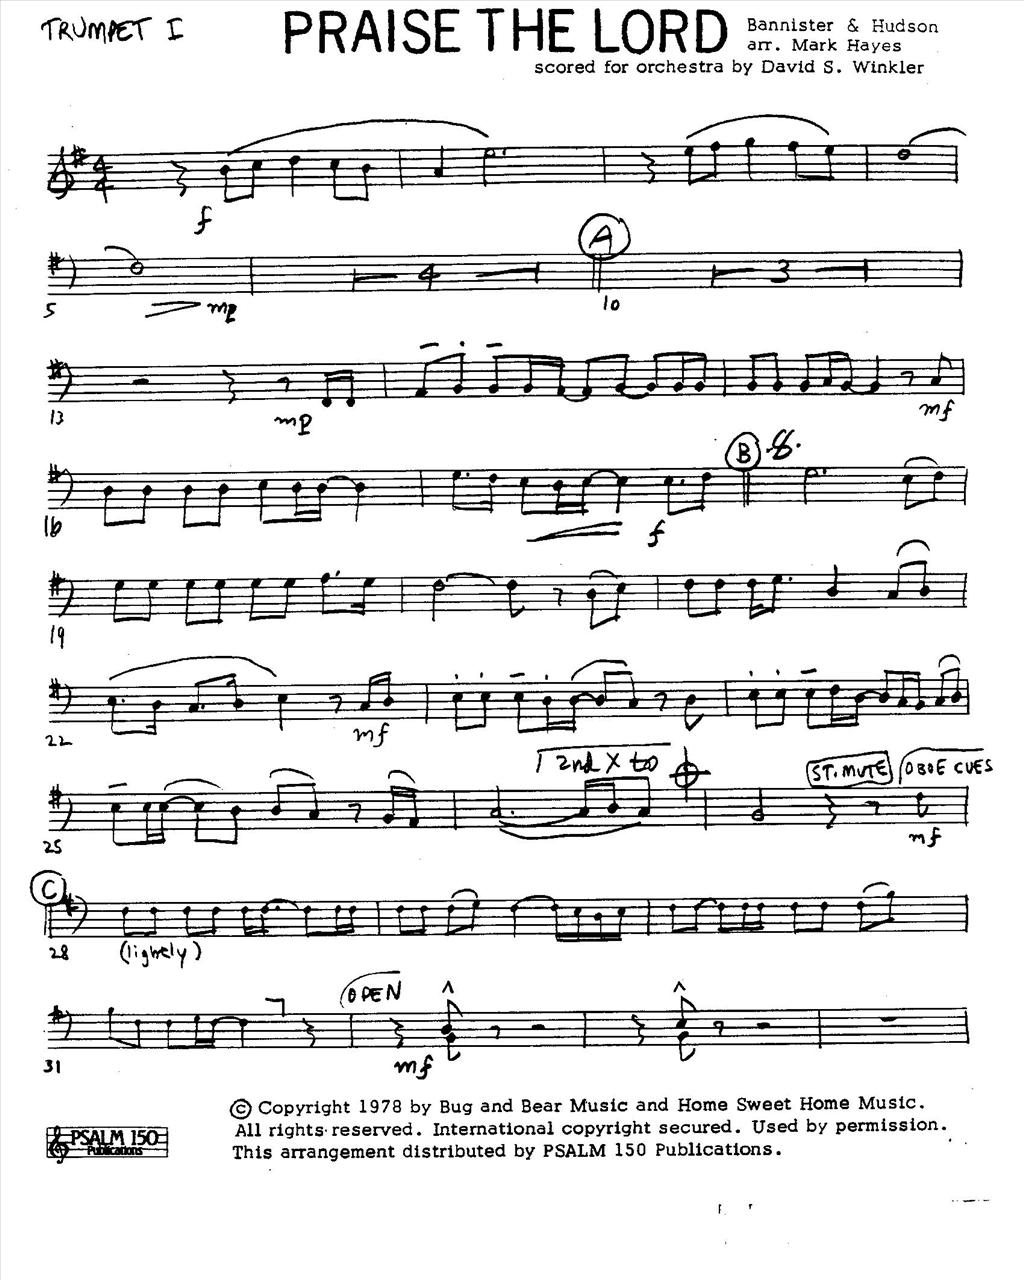 TRUMPET I
PRAISE THE LORD
Bannister & Hudson
arr. Mark Hayes
scored for orchestra by David S. Winkler
4 4
f
A
4
3
5
mp
10
13
mp
mf
B
16
f
19
22
mf
1 2nd X to
ST. MUTE
OBOE CUES
25
mf
C
28
(lightly)
OPEN
31
mf
© Copyright 1978 by Bug and Bear Music and Home Sweet Home Music.
All rights reserved. International copyright secured. Used by permission.
This arrangement distributed by PSALM 150 Publications.
PSALM 150
Publications